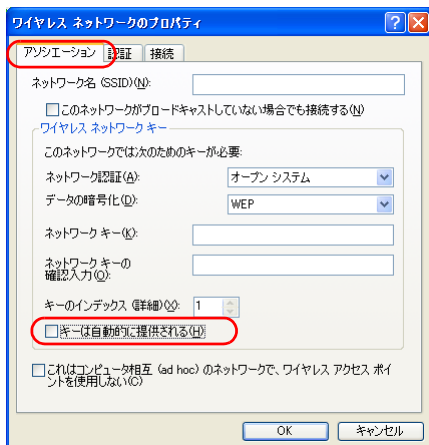 ワイヤレス ネットワークのプロパティ
アソシエーション 認証 接続
ネットワーク名 (SSID)(N):
このネットワークがブロードキャストしていない場合でも接続する(N)
ワイヤレス ネットワーク キー
このネットワークでは次のためのキーが必要:
ネットワーク認証(A): オープン システム
データの暗号化(D): WEP
ネットワーク キー(K):
ネットワーク キーの
確認入力(O):
キーのインデックス (詳細)(X): 1
キーは自動的に提供される(H)
これはコンピュータ相互 (ad hoc) のネットワークで、ワイヤレス アクセス ポイ
ントを使用しない(C)
OK キャンセル